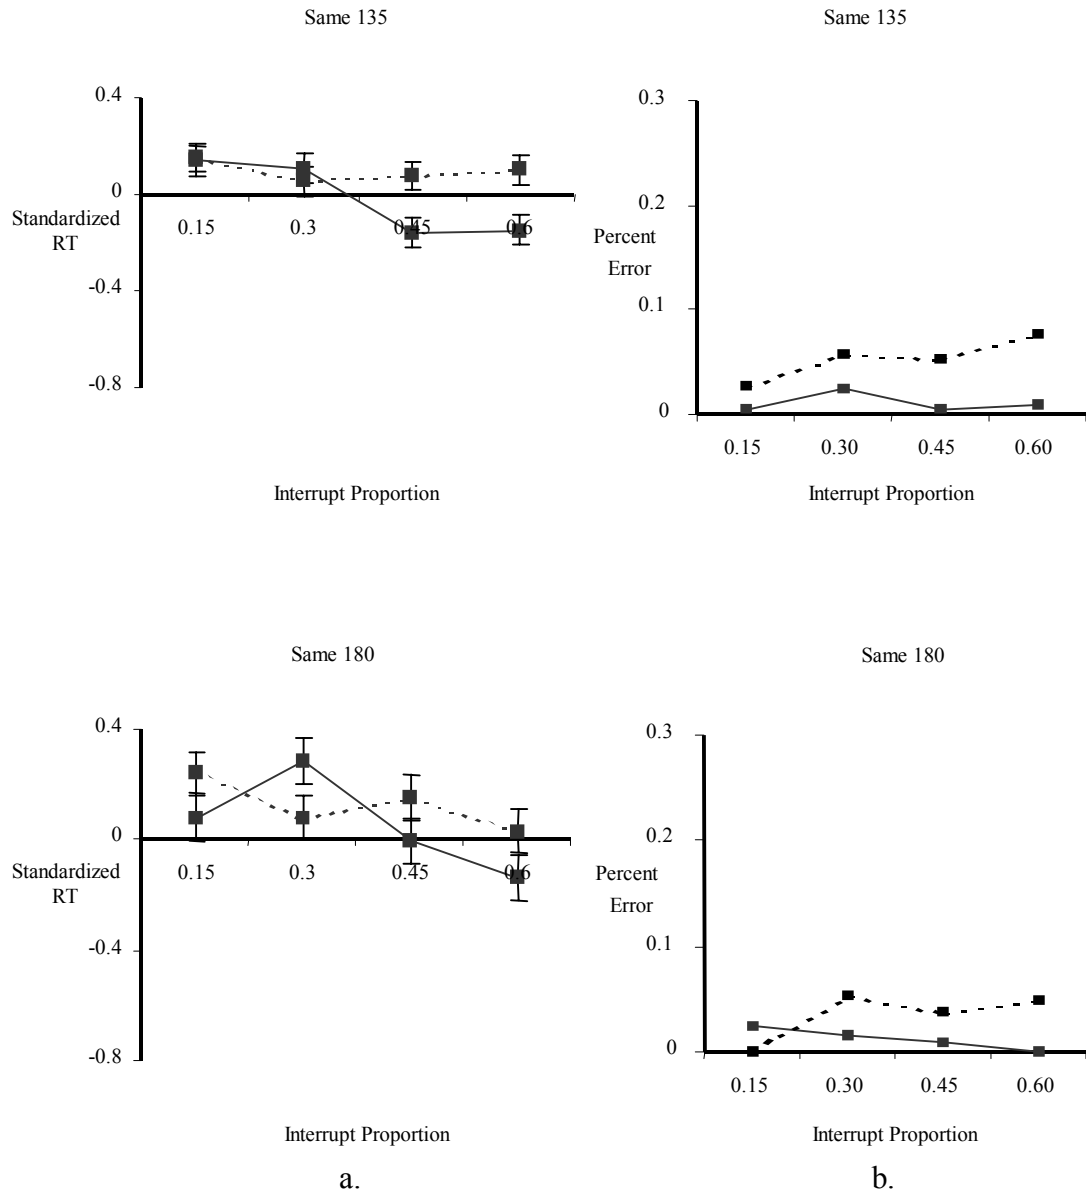 Same 135
0.4
0
Standardized
RT
0.15 0.3 0.45 0.6
-0.4
-0.8
Interrupt Proportion
Same 135
0.3
0.2
Percent
Error
0.1
0
0.15 0.30 0.45 0.60
Interrupt Proportion
Same 180
0.4
0
Standardized
RT
0.15 0.3 0.45 0.6
-0.4
-0.8
Interrupt Proportion
a.
Same 180
0.3
0.2
Percent
Error
0.1
0
0.15 0.30 0.45 0.60
Interrupt Proportion
b.